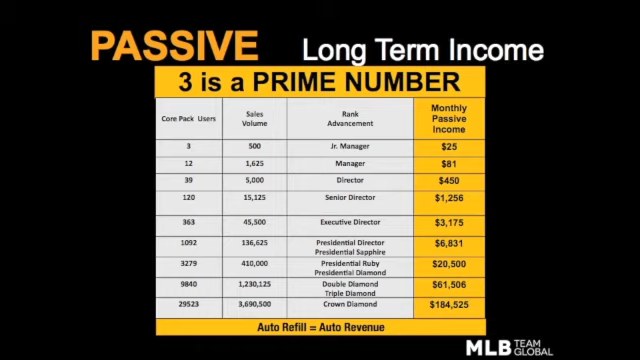 PASSIVE Long Term Income
3 is a PRIME NUMBER
Core Pack Users Sales Volume Rank Advancement Monthly Passive Income
3 500 Jr. Manager $25
12 1,625 Manager $81
39 5,000 Director $450
120 15,125 Senior Director $1,256
363 45,500 Executive Director $3,175
1092 136,625 Presidential Director Presidential Sapphire $6,831
3279 410,000 Presidential Ruby Presidential Diamond $20,500
9840 1,230,125 Double Diamond Triple Diamond $61,506
29523 3,690,500 Crown Diamond $184,525
Auto Refill = Auto Revenue
MLB TEAM GLOBAL